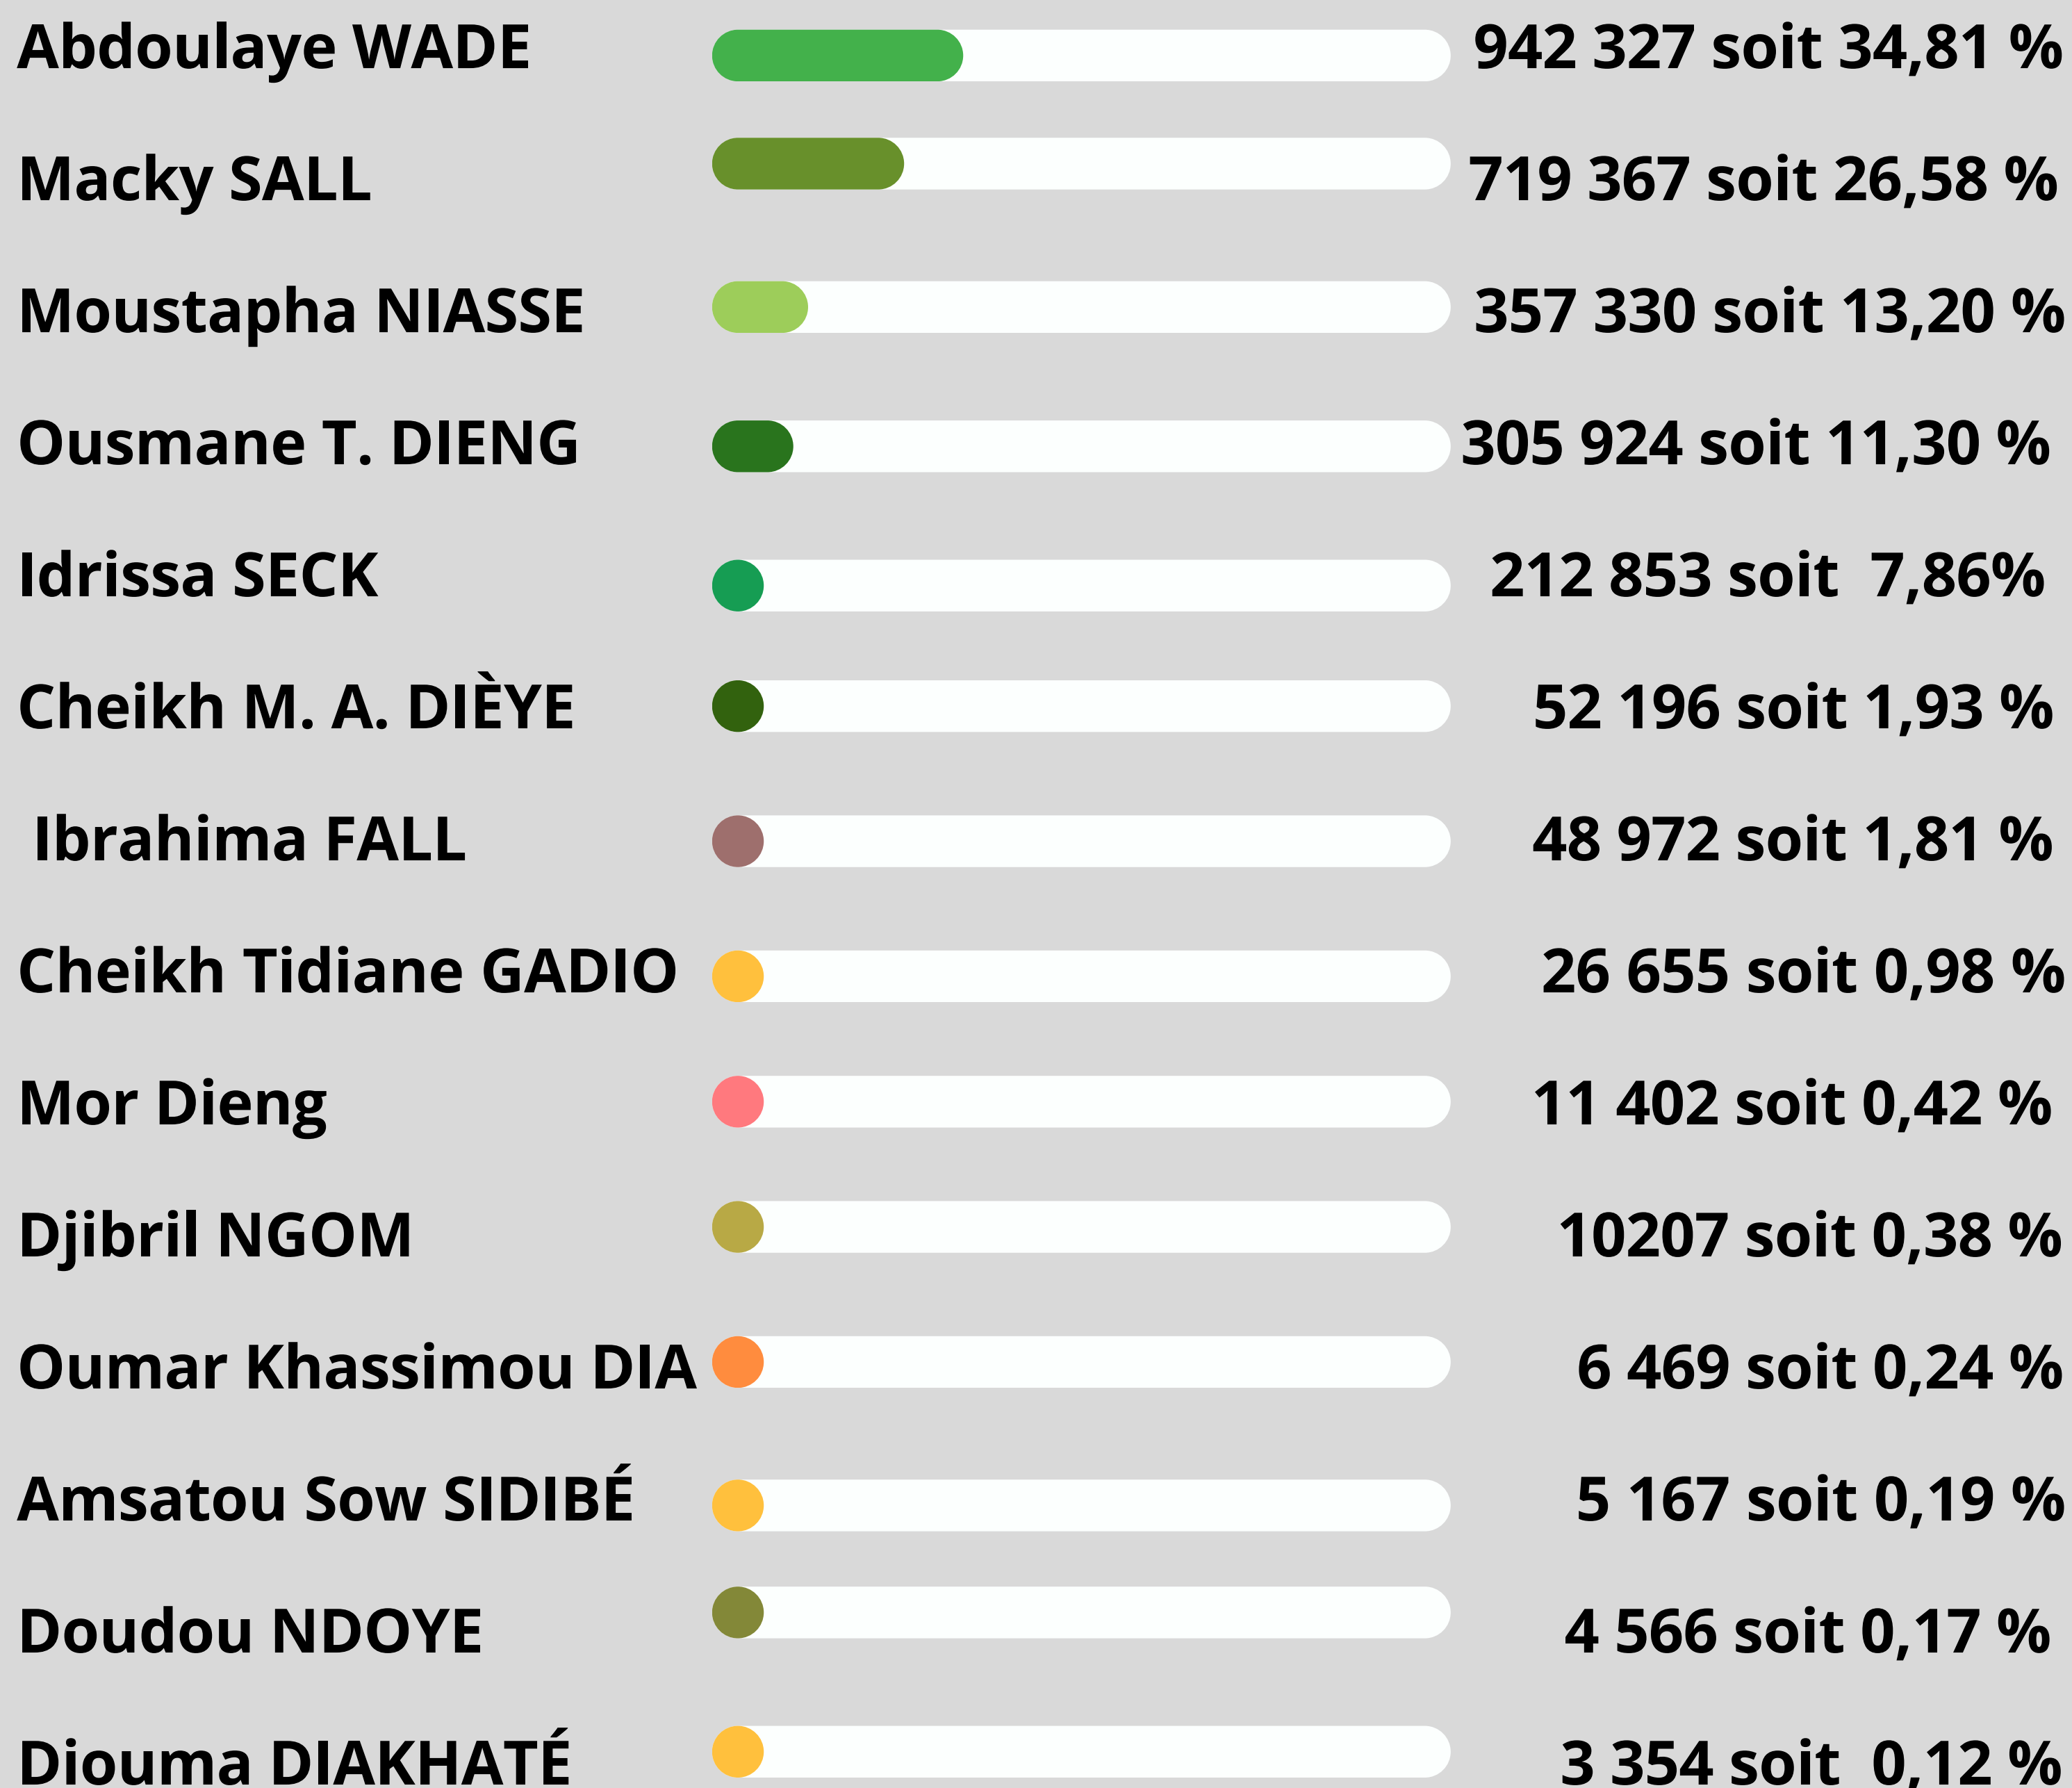 Abdoulaye WADE 942 327 soit 34,81 %
Macky SALL 719 367 soit 26,58 %
Moustapha NIASSE 357 330 soit 13,20 %
Ousmane T. DIENG 305 924 soit 11,30 %
Idrissa SECK 212 853 soit 7,86%
Cheikh M. A. DIÈYE 52 196 soit 1,93 %
Ibrahima FALL 48 972 soit 1,81 %
Cheikh Tidiane GADIO 26 655 soit 0,98 %
Mor Dieng 11 402 soit 0,42 %
Djibril NGOM 10207 soit 0,38 %
Oumar Khassimou DIA 6 469 soit 0,24 %
Amsatou Sow SIDIBÉ 5 167 soit 0,19 %
Doudou NDOYE 4 566 soit 0,17 %
Diouma DIAKHATÉ 3 354 soit 0,12 %